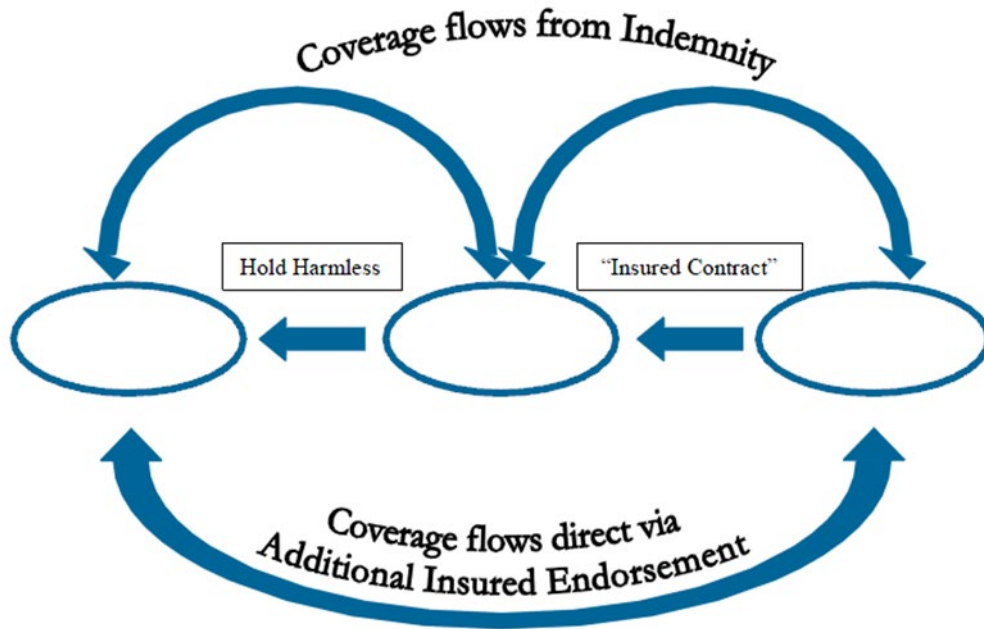 Coverage flows from Indemnity
Hold Harmless
“Insured Contract”
Coverage flows direct via
Additional Insured Endorsement